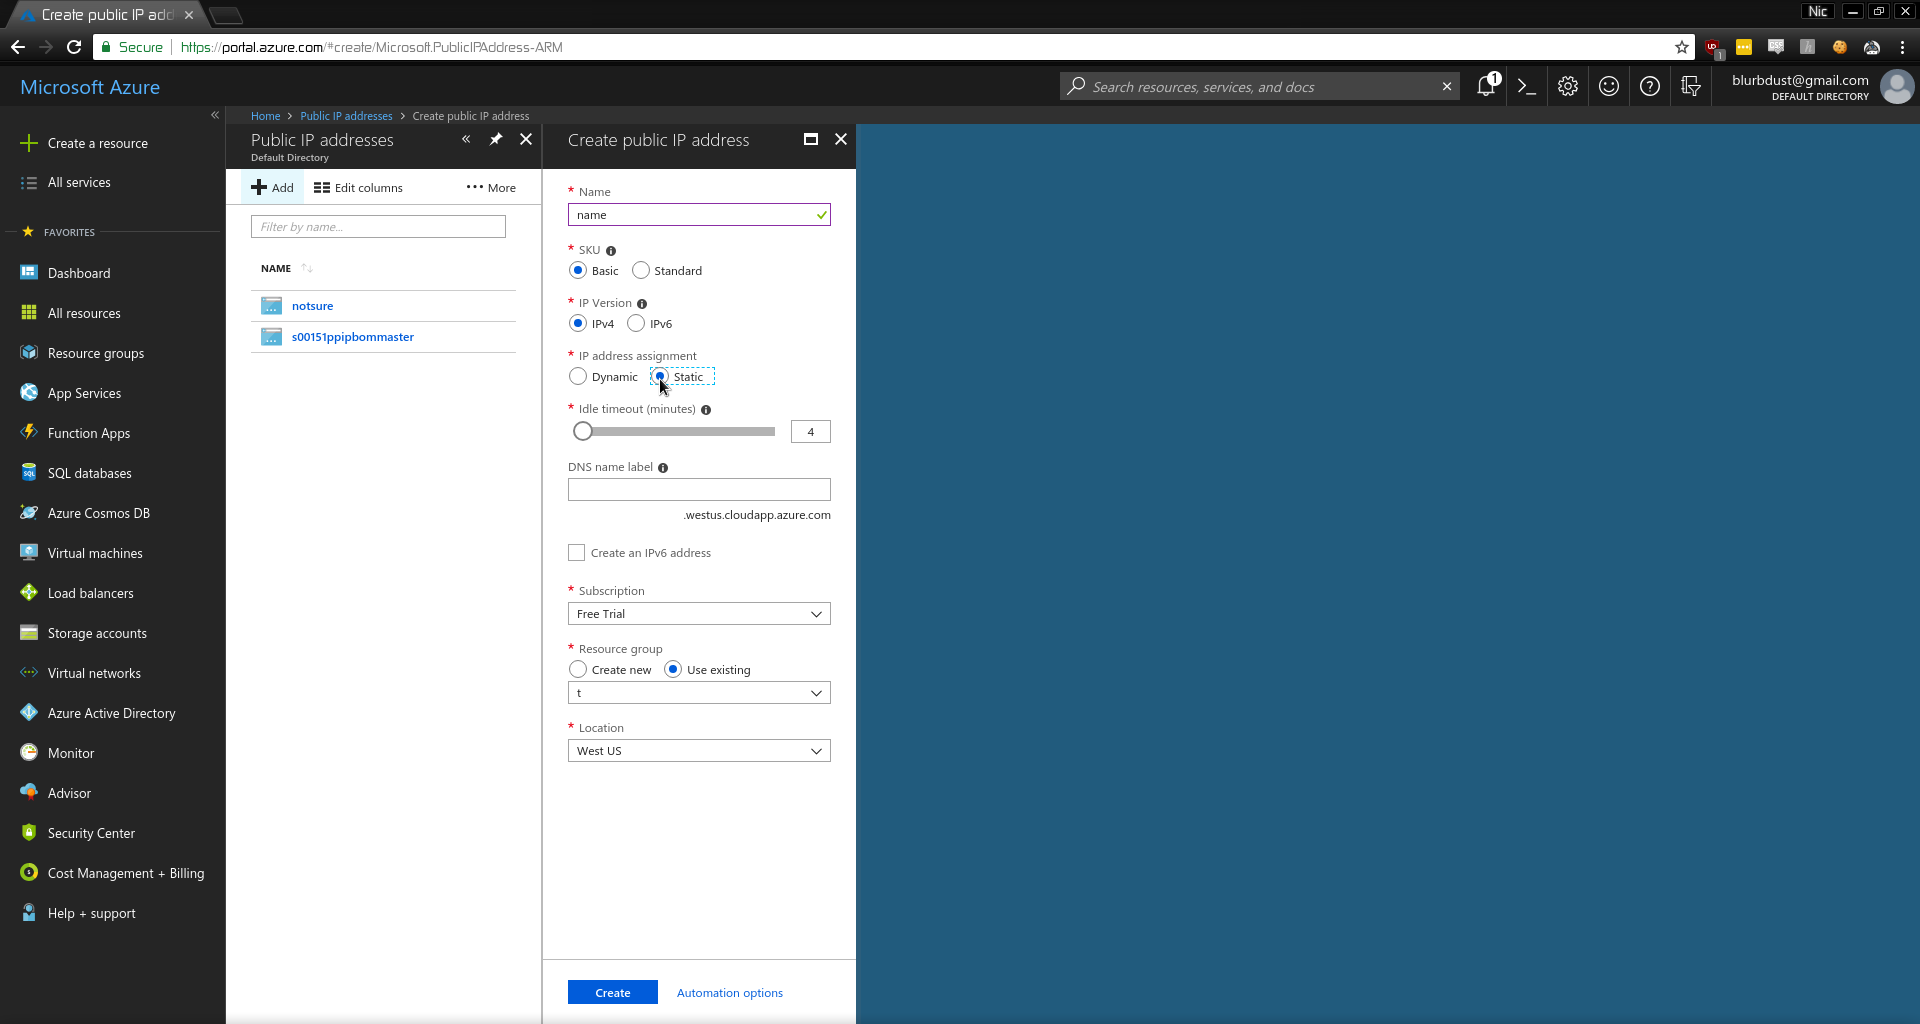 Create public IP add
Nic
Secure
https://portal.azure.com/#create/Microsoft.PublicIPAddress-ARM
1
Microsoft Azure
Search resources, services, and docs
1
blurbdust@gmail.com
DEFAULT DIRECTORY
Home > Public IP addresses > Create public IP address
Create a resource
All services
FAVORITES
Dashboard
All resources
Resource groups
App Services
Function Apps
SQL databases
Azure Cosmos DB
Virtual machines
Load balancers
Storage accounts
Virtual networks
Azure Active Directory
Monitor
Advisor
Security Center
Cost Management + Billing
Help + support
Public IP addresses
Default Directory
Add
Edit columns
More
Filter by name...
NAME
notsure
s00151ppipbommaster
Create public IP address
* Name
name
* SKU
Basic Standard
* IP Version
IPv4 IPv6
* IP address assignment
Dynamic Static
* Idle timeout (minutes)
4
DNS name label
.westus.cloudapp.azure.com
Create an IPv6 address
* Subscription
Free Trial
* Resource group
Create new Use existing
t
* Location
West US
Create
Automation options